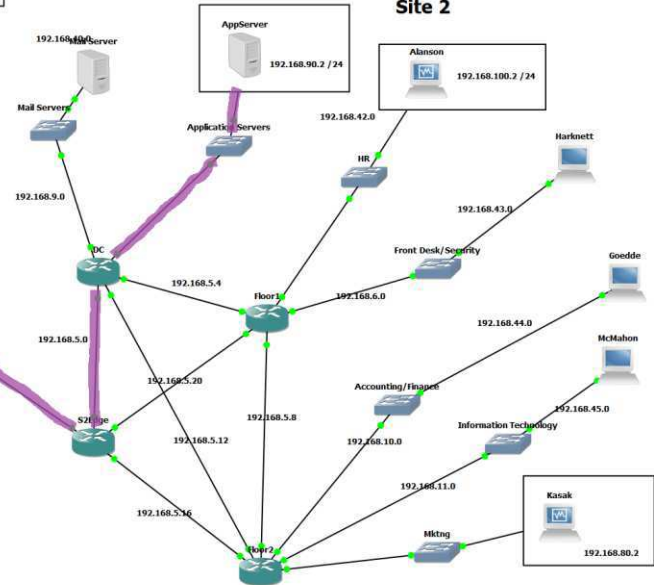 Site 2
AppServer
192.168.40.0
Mail Server
192.168.90.2 /24
Alanson
192.168.100.2 /24
Mail Servers
Application Servers
192.168.42.0
HR
Harknett
192.168.9.0
192.168.43.0
DC
Front Desk/Security
Goedde
192.168.5.4
Floor1
192.168.6.0
192.168.44.0
192.168.5.0
McMahon
192.168.5.20
Accounting/Finance
192.168.45.0
S2Edge
192.168.5.8
Information Technology
192.168.5.12
192.168.10.0
192.168.11.0
192.168.5.16
Kasak
Mktng
Floor2
192.168.80.2